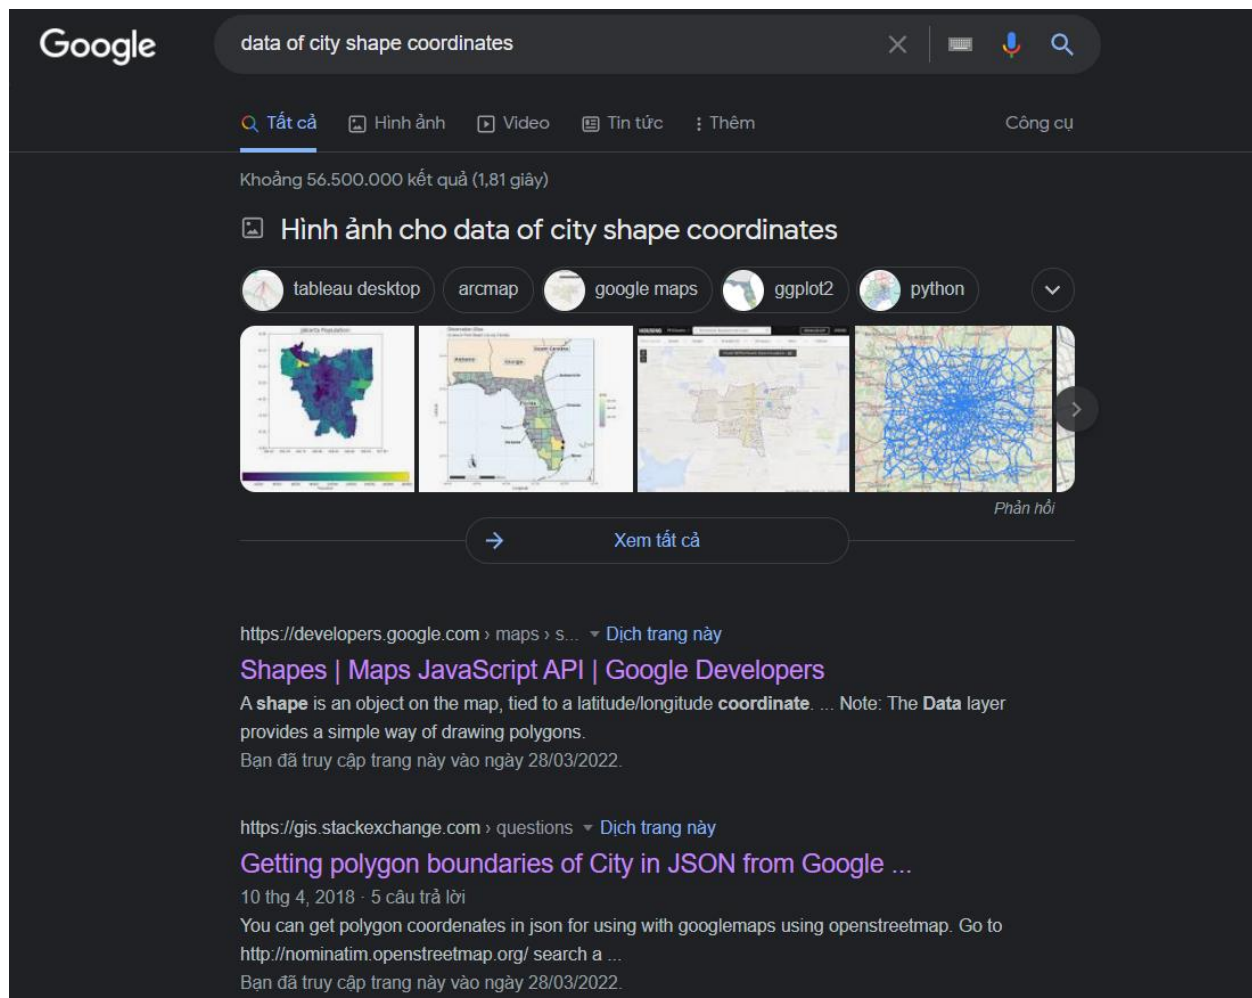 Google
data of city shape coordinates
Tất cả
Hình ảnh
Video
Tin tức
Thêm
Công cụ
Khoảng 56.500.000 kết quả (1,81 giây)
Hình ảnh cho data of city shape coordinates
tableau desktop
arcmap
google maps
ggplot2
python
Jakarta Population
Alabama
Georgia
South Carolina
Florida
Phản hồi
Xem tất cả
https://developers.google.com › maps › s... Dịch trang này
Shapes | Maps JavaScript API | Google Developers
A shape is an object on the map, tied to a latitude/longitude coordinate. ... Note: The Data layer
provides a simple way of drawing polygons.
Bạn đã truy cập trang này vào ngày 28/03/2022.
https://gis.stackexchange.com › questions Dịch trang này
Getting polygon boundaries of City in JSON from Google ...
10 thg 4, 2018 · 5 câu trả lời
You can get polygon coordenates in json for using with googlemaps using openstreetmap. Go to
http://nominatim.openstreetmap.org/ search a ...
Bạn đã truy cập trang này vào ngày 28/03/2022.